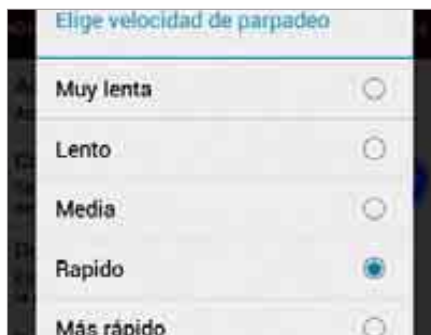 Elige velocidad de parpadeo
Muy lenta
Lento
Media
Rapido
Más rápido